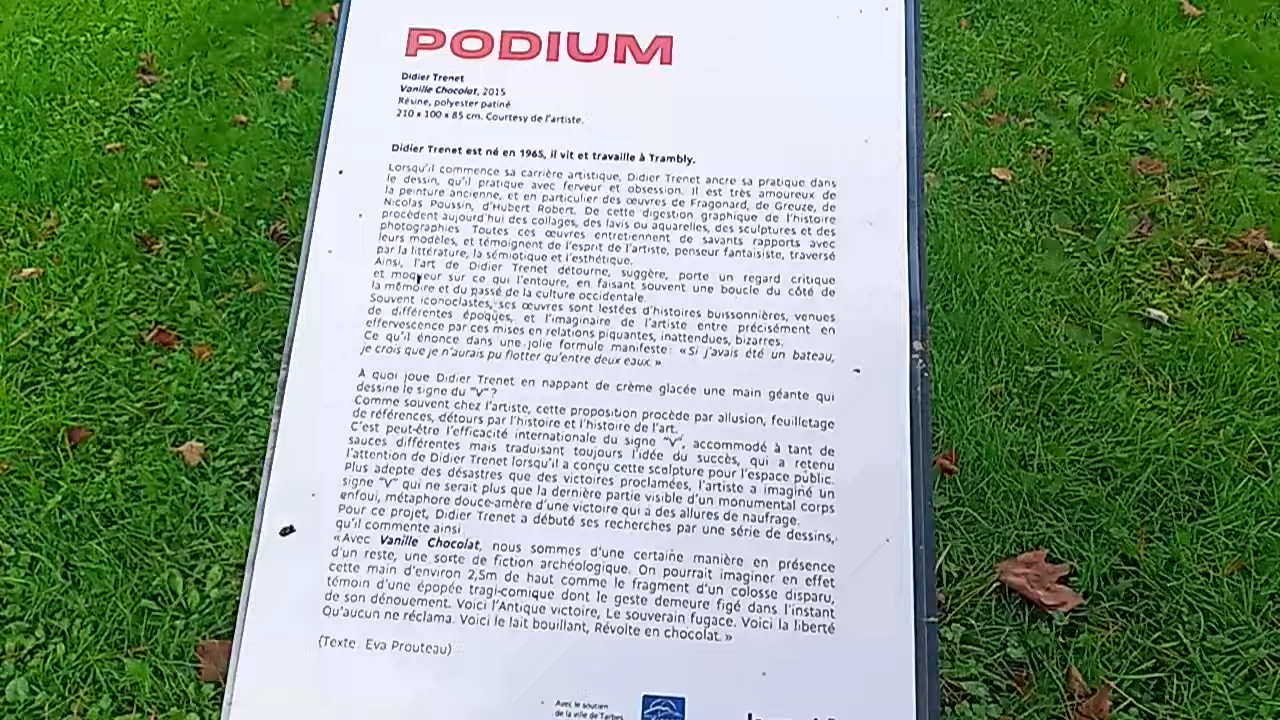 PODIUM
Didier Trenet
Vanille Chocolat, 2015
Résine, polyester patiné
210 x 100 x 85 cm. Courtesy de l'artiste.
Didier Trenet est né en 1965, il vit et travaille à Trambly.
Lorsqu'il commence sa carrière artistique, Didier Trenet ancre sa pratique dans
le dessin, qu'il pratique avec ferveur et obsession. Il est très amoureux de
la peinture ancienne, et en particulier des œuvres de Fragonard, de Greuze, de
Nicolas Poussin, d'Hubert Robert. De cette digestion graphique de l'histoire
procèdent aujourd'hui des collages, des lavis ou aquarelles, des sculptures et des
photographies. Toutes ces œuvres entretiennent de savants rapports avec
leurs modèles, et témoignent de l'esprit de l'artiste, penseur fantaisiste, traversé
par la littérature, la sémiotique et l'esthétique.
Ainsi, l'art de Didier Trenet détourne, suggère, porte un regard critique
et moqueur sur ce qui l'entoure, en faisant souvent une boucle du côté de
la mémoire et du passé de la culture occidentale.
Souvent iconoclastes, ses œuvres sont lestées d'histoires buissonnières, venues
de différentes époques, et l'imaginaire de l'artiste entre précisément en
effervescence par ces mises en relations piquantes, inattendues, bizarres.
Ce qu'il énonce dans une jolie formule manifeste : « Si j'avais été un bateau,
je crois que je n'aurais pu flotter qu'entre deux eaux. »
À quoi joue Didier Trenet en nappant de crème glacée une main géante qui
dessine le signe du "V" ?
Comme souvent chez l'artiste, cette proposition procède par allusion, feuilletage
de références, détours par l'histoire et l'histoire de l'art.
C'est peut-être l'efficacité internationale du signe "V", accommodé à tant de
sauces différentes mais traduisant toujours l'idée du succès, qui a retenu
l'attention de Didier Trenet lorsqu'il a conçu cette sculpture pour l'espace public.
Plus adepte des désastres que des victoires proclamées, l'artiste a imaginé un
signe "V" qui ne serait plus que la dernière partie visible d'un monumental corps
enfoui, métaphore douce-amère d'une victoire qui a des allures de naufrage.
Pour ce projet, Didier Trenet a débuté ses recherches par une série de dessins,
qu'il commente ainsi :
« Avec Vanille Chocolat, nous sommes d'une certaine manière en présence
d'un reste, une sorte de fiction archéologique. On pourrait imaginer en effet
cette main d'environ 2,5m de haut comme le fragment d'un colosse disparu,
témoin d'une épopée tragi-comique dont le geste demeure figé dans l'instant
de son dénouement. Voici l'Antique victoire, Le souverain fugace. Voici la liberté
Qu'aucun ne réclama. Voici le lait bouillant, Révolte en chocolat. »
(Texte : Eva Prouteau)
Avec le soutien
de la ville de Tarbes